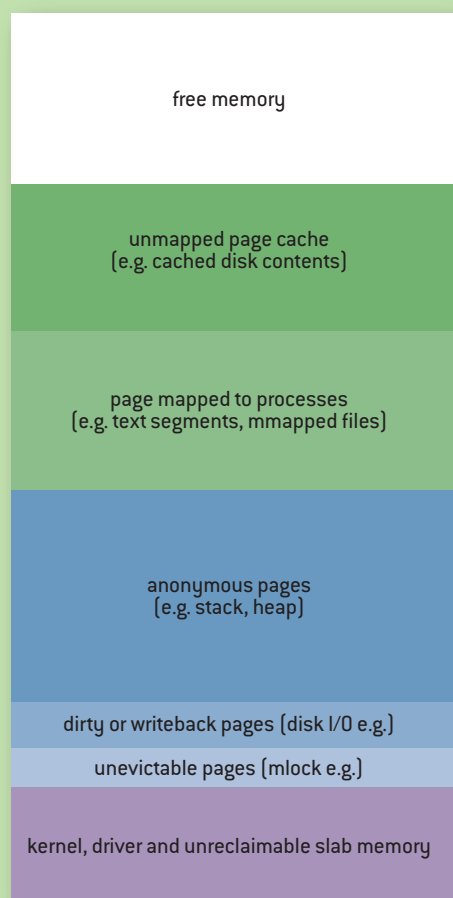 free memory
unmapped page cache
(e.g. cached disk contents)
page mapped to processes
(e.g. text segments, mmapped files)
anonymous pages
(e.g. stack, heap)
dirty or writeback pages (disk I/O e.g.)
unevictable pages (mlock e.g.)
kernel, driver and unreclaimable slab memory